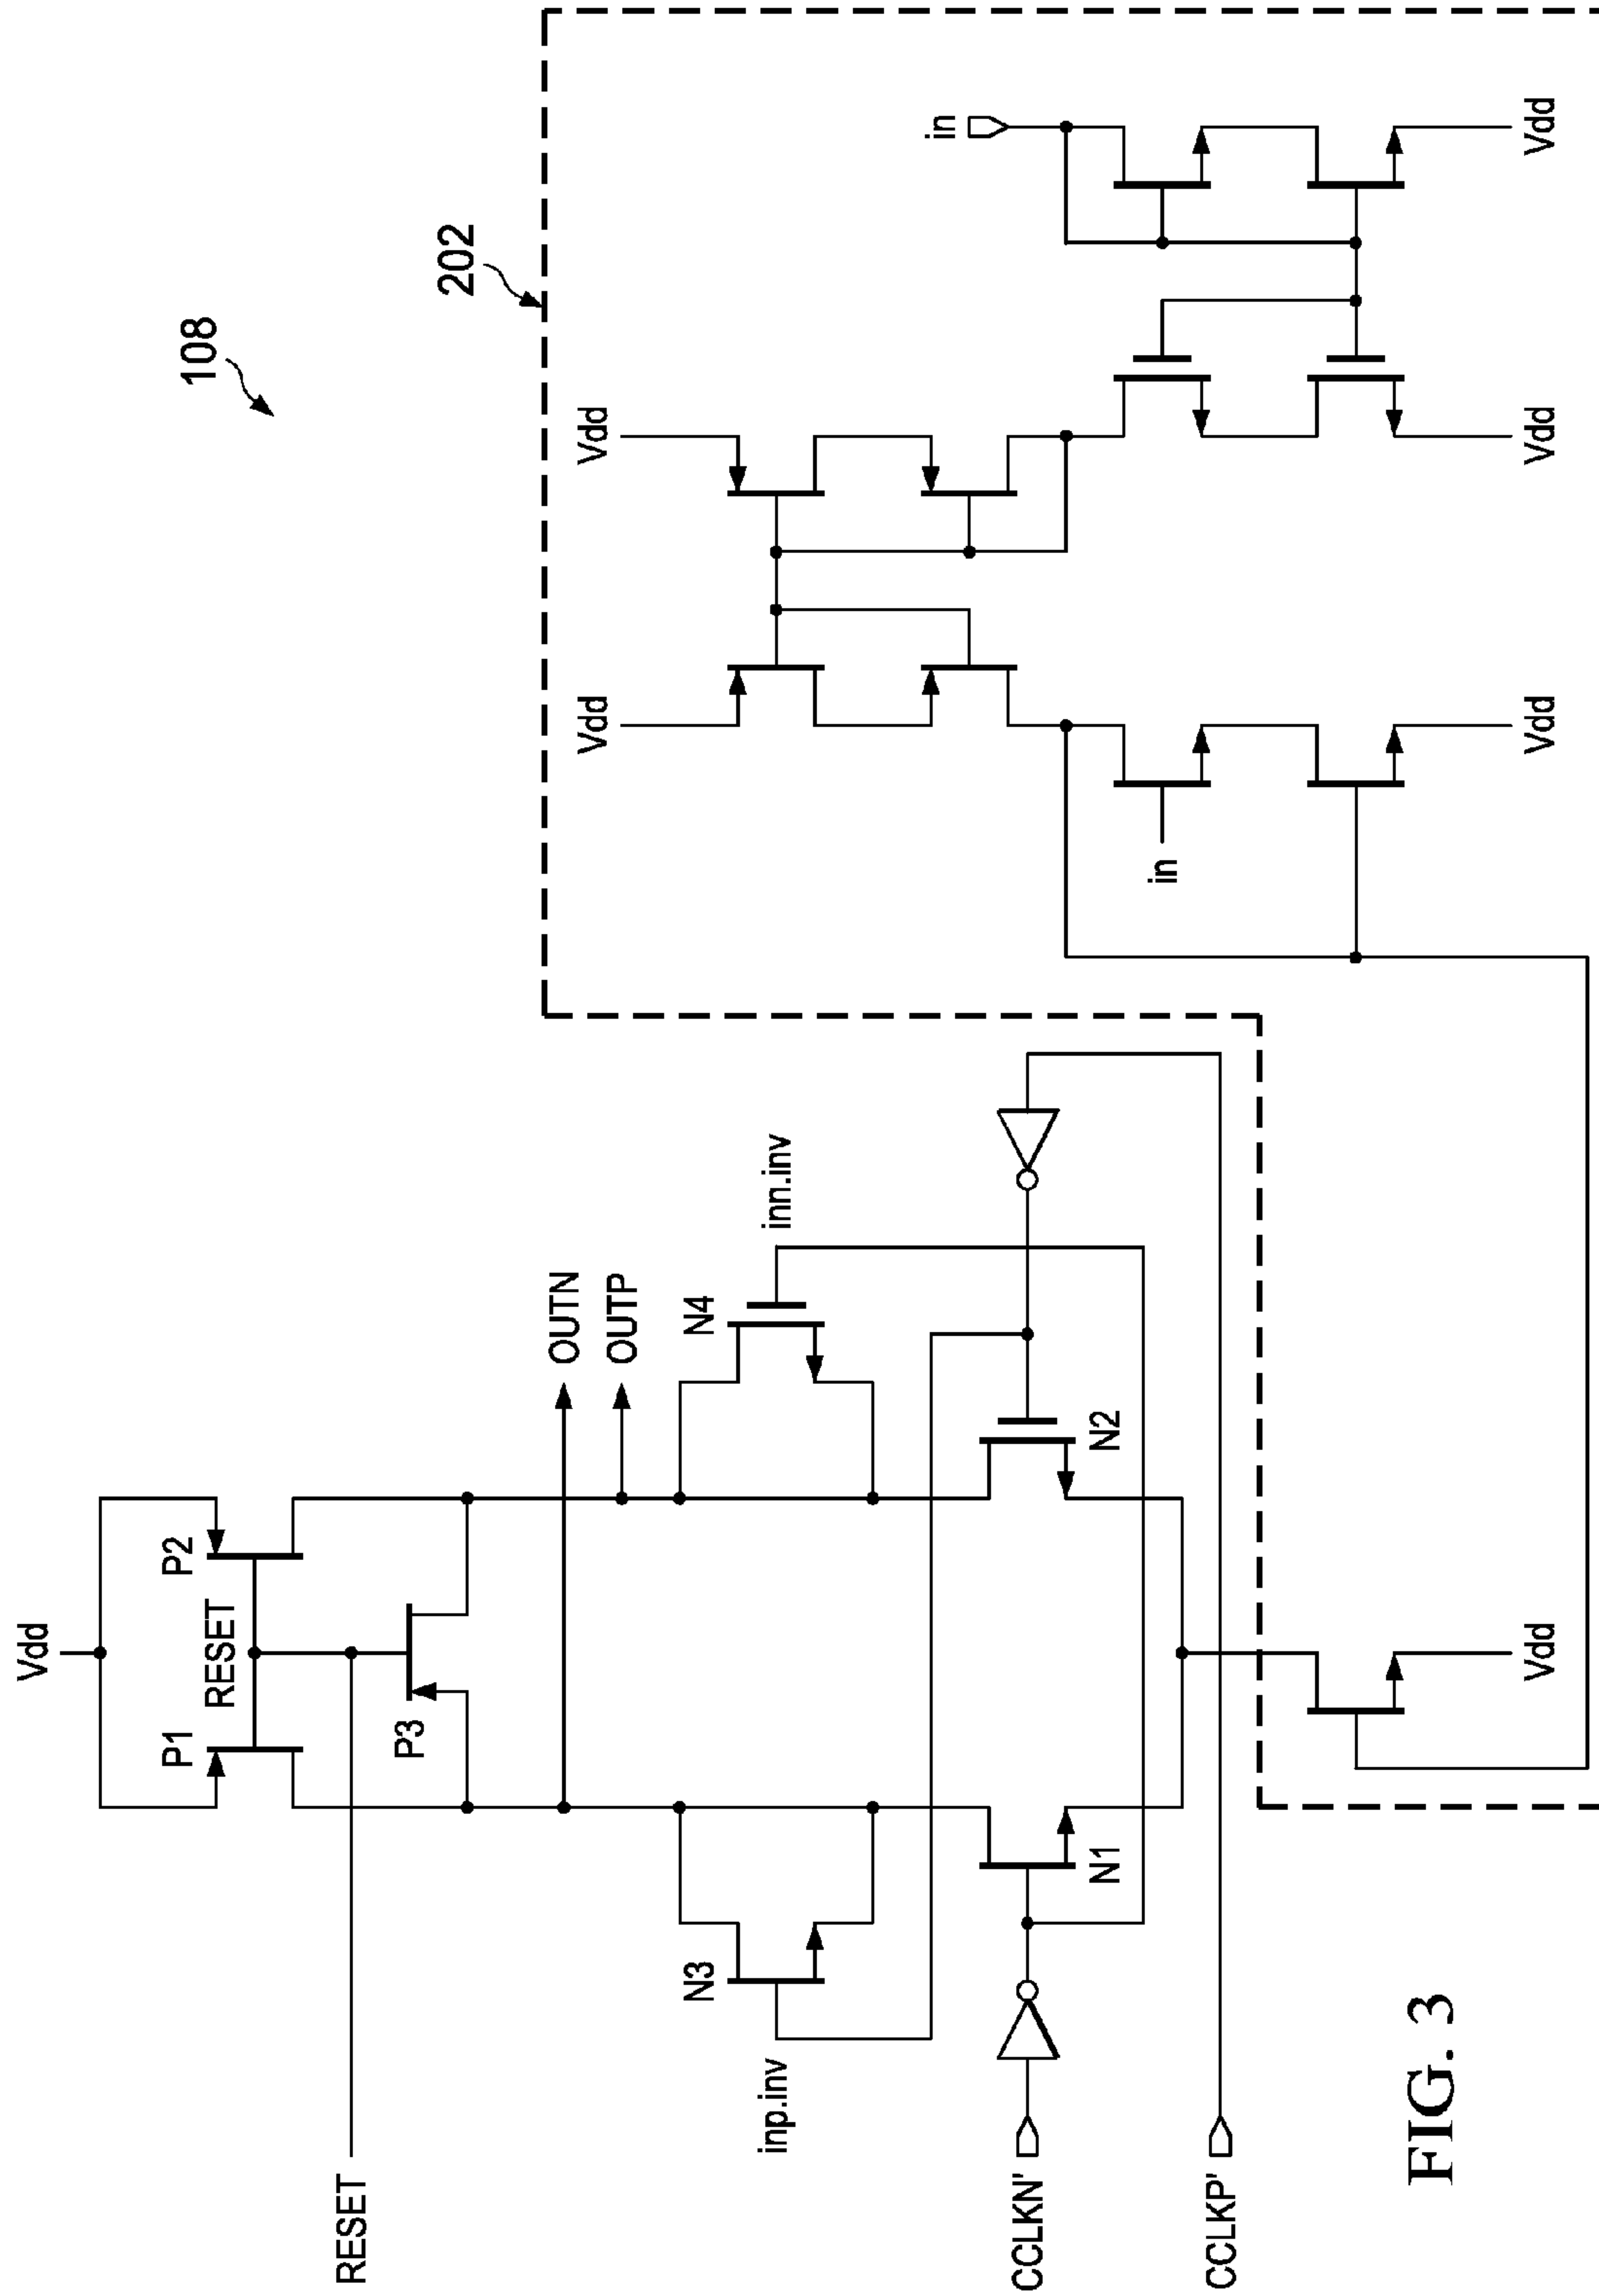 108
202
Vdd
P1
P2
RESET
RESET
P3
OUTN
OUTP
N3
N4
inp.inv
inn.inv
N1
N2
CCLKN'
CCLKP'
Vdd
Vdd
Vdd
in
in
Vdd
Vdd
Vdd
FIG. 3